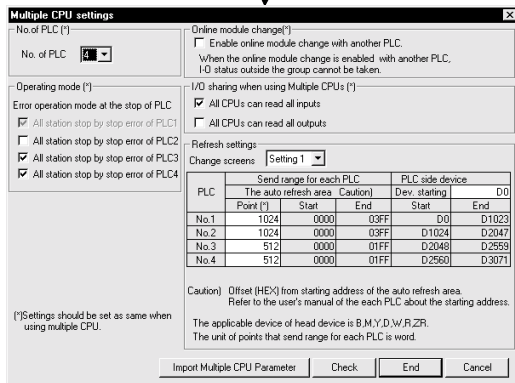 Multiple CPU settings
No.of PLC (*)
No. of PLC 4
Operating mode (*)
Error operation mode at the stop of PLC
All station stop by stop error of PLC1
All station stop by stop error of PLC2
All station stop by stop error of PLC3
All station stop by stop error of PLC4
(*)Settings should be set as same when
using multiple CPU.
Online module change(*)
Enable online module change with another PLC.
When the online module change is enabled with another PLC,
I-O status outside the group cannot be taken.
I/O sharing when using Multiple CPUs (*)
All CPUs can read all inputs
All CPUs can read all outputs
Refresh settings
Change screens Setting 1
PLC Send range for each PLC PLC side device
The auto refresh area Caution) Dev. starting D0
Point (*) Start End Start End
No.1 1024 0000 03FF D0 D1023
No.2 1024 0000 03FF D1024 D2047
No.3 512 0000 01FF D2048 D2559
No.4 512 0000 01FF D2560 D3071
Caution) Offset (HEX) from starting address of the auto refresh area.
Refer to the user's manual of the each PLC about the starting address.
The applicable device of head device is B,M,Y,D,W,R,ZR.
The unit of points that send range for each PLC is word.
Import Multiple CPU Parameter Check End Cancel